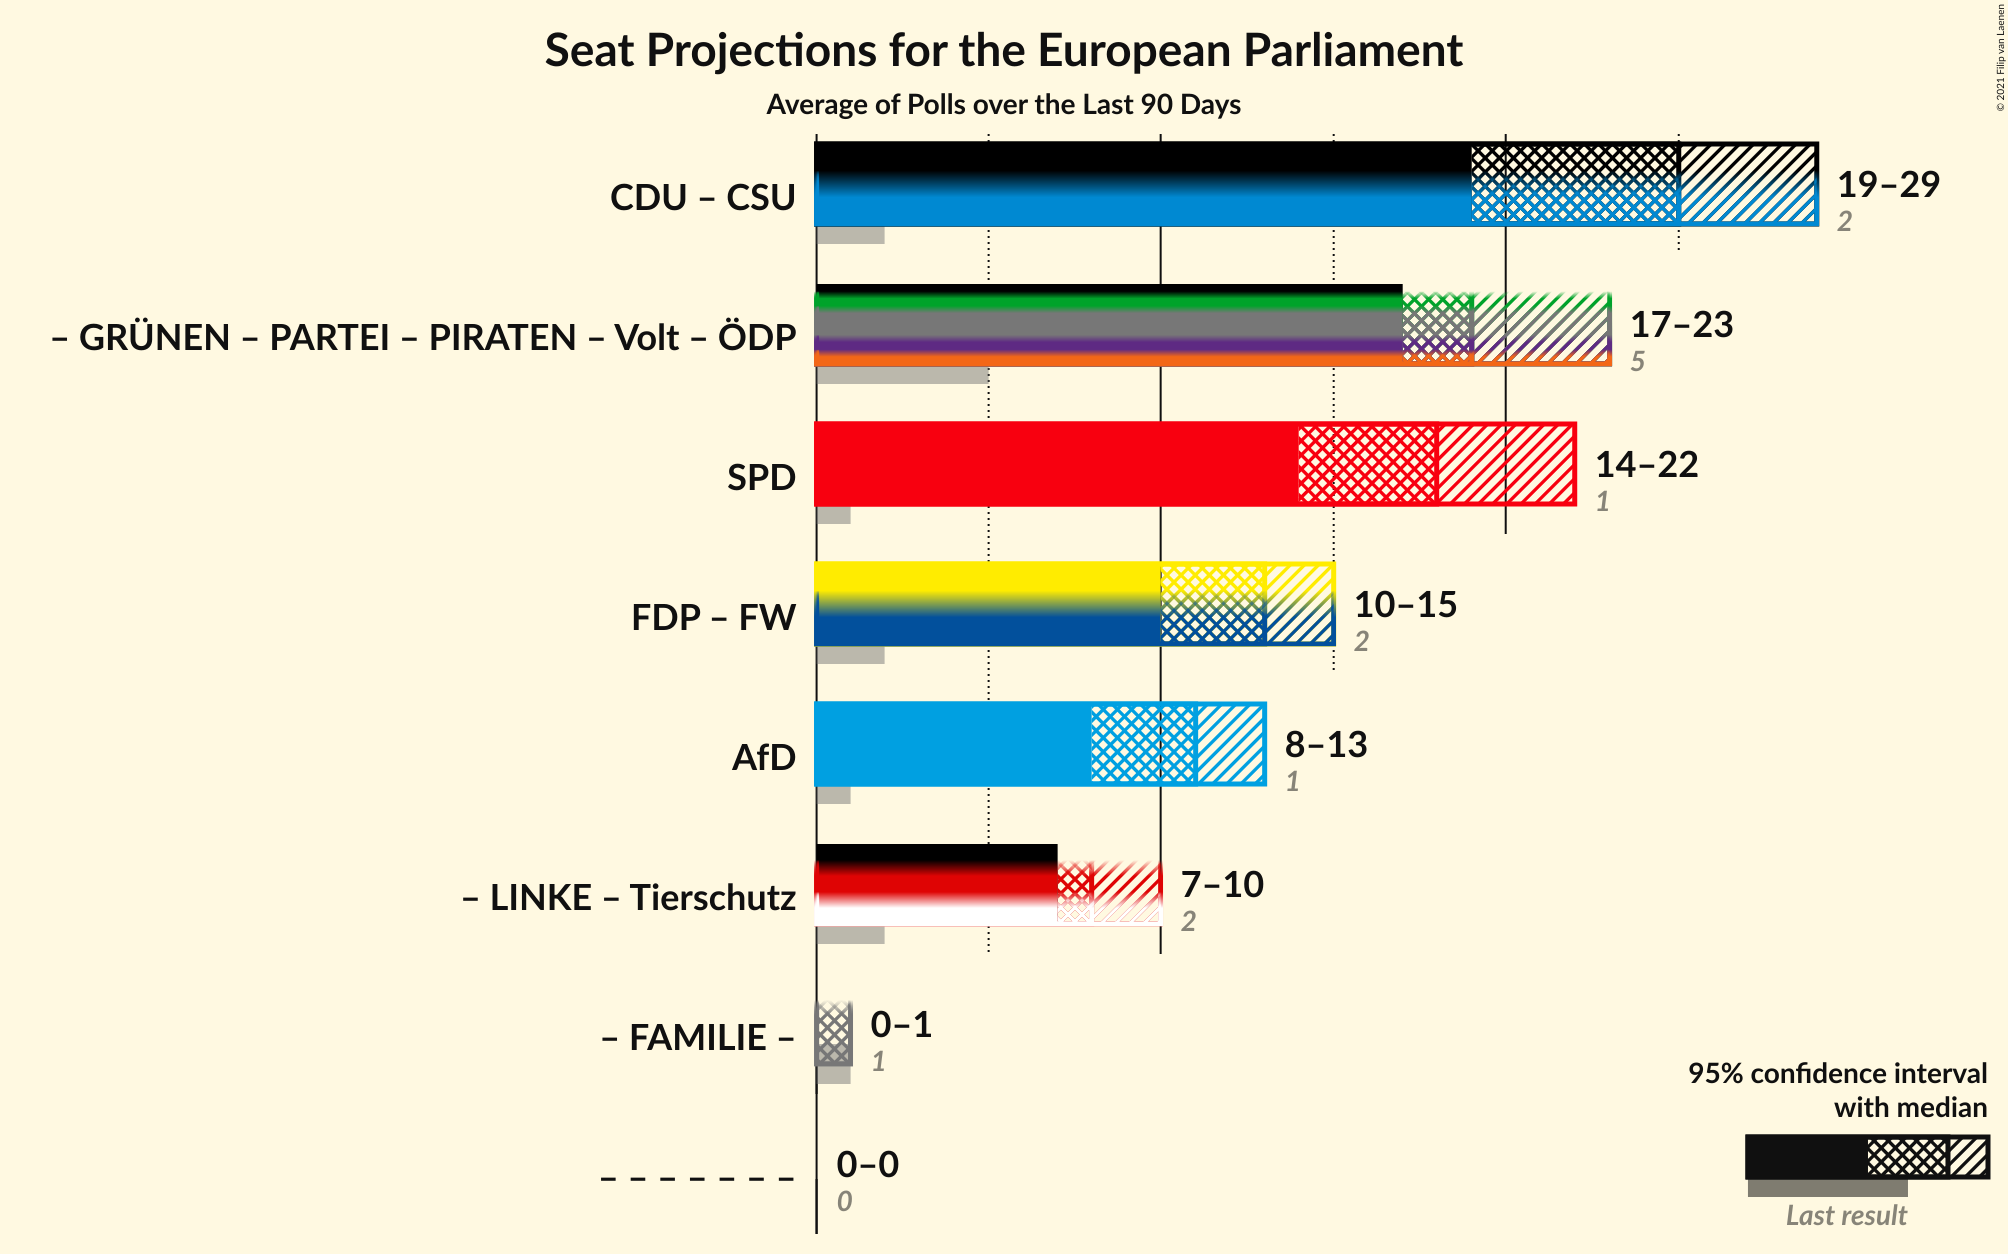 Seat Projections for the European Parliament
Average of Polls over the Last 90 Days
© 2021 Filip van Laenen
CDU – CSU
19–29
2
– GRÜNEN – PARTEI – PIRATEN – Volt – ÖDP
17–23
5
SPD
14–22
1
FDP – FW
10–15
2
AfD
8–13
1
– LINKE – Tierschutz
7–10
2
– FAMILIE –
0–1
1
– – – – – – –
0–0
0
95% confidence interval
with median
Last result